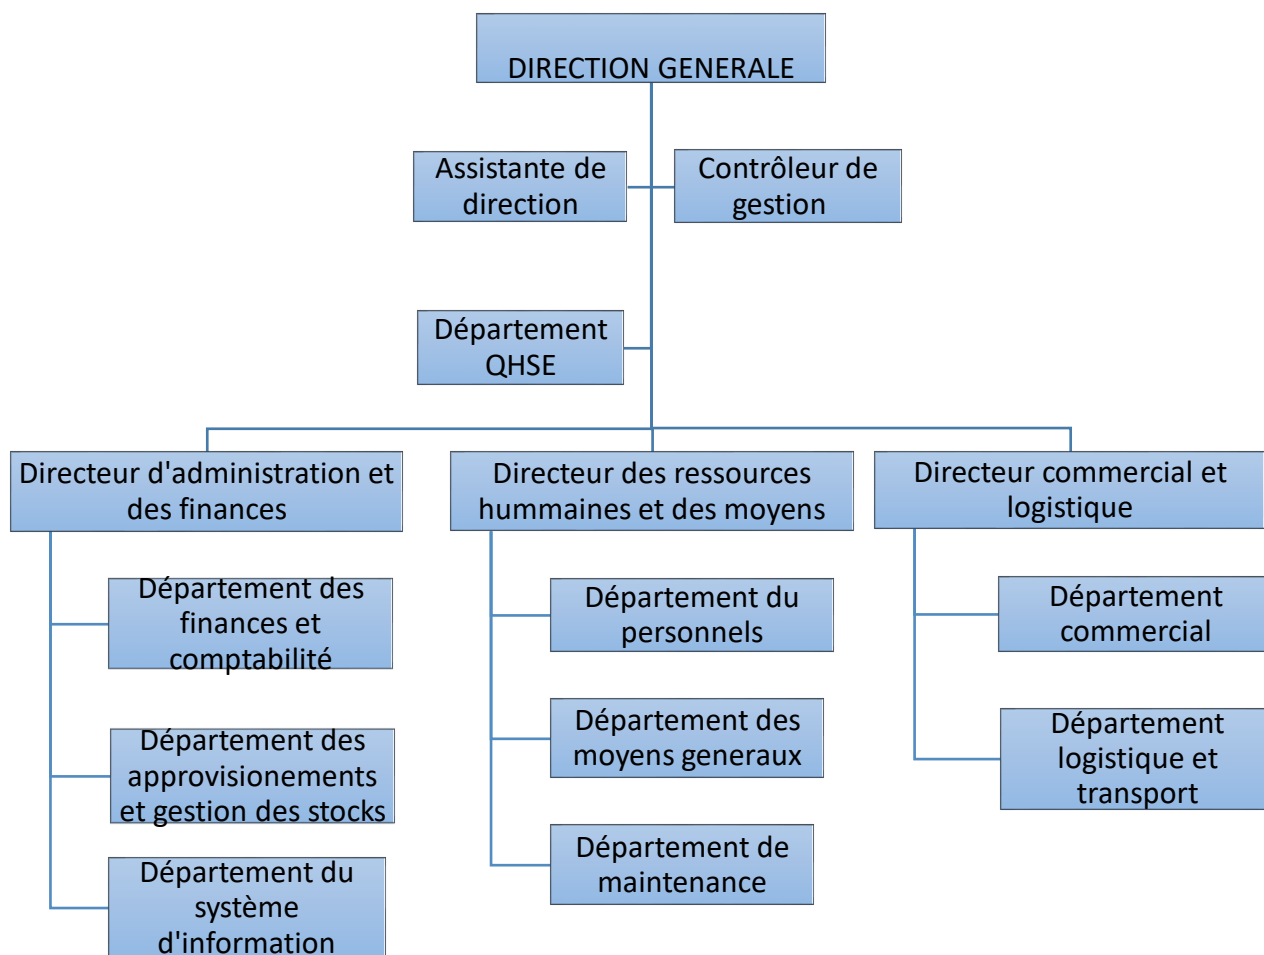 DIRECTION GENERALE
Assistante de
direction
Contrôleur de
gestion
Département
QHSE
Directeur d'administration et
des finances
Directeur des ressources
hummaines et des moyens
Directeur commercial et
logistique
Département des
finances et
comptabilité
Département des
approvisionements
et gestion des stocks
Département du
système
d'information
Département du
personnels
Département des
moyens generaux
Département de
maintenance
Département
commercial
Département
logistique et
transport